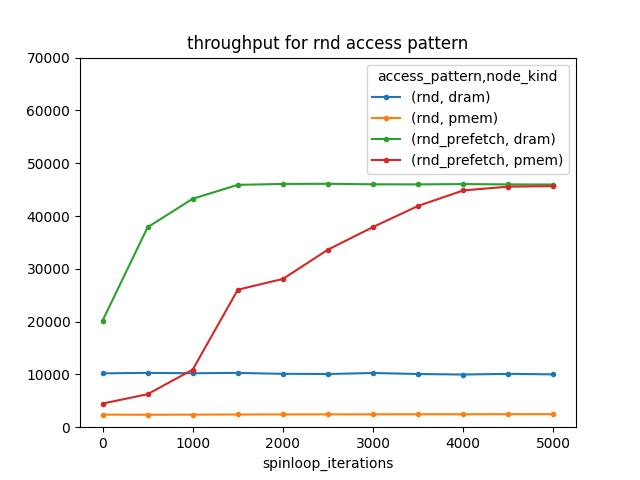 throughput for rnd access pattern
70000
60000
50000
40000
30000
20000
10000
0
access_pattern,node_kind
(rnd, dram)
(rnd, pmem)
(rnd_prefetch, dram)
(rnd_prefetch, pmem)
0 1000 2000 3000 4000 5000
spinloop_iterations